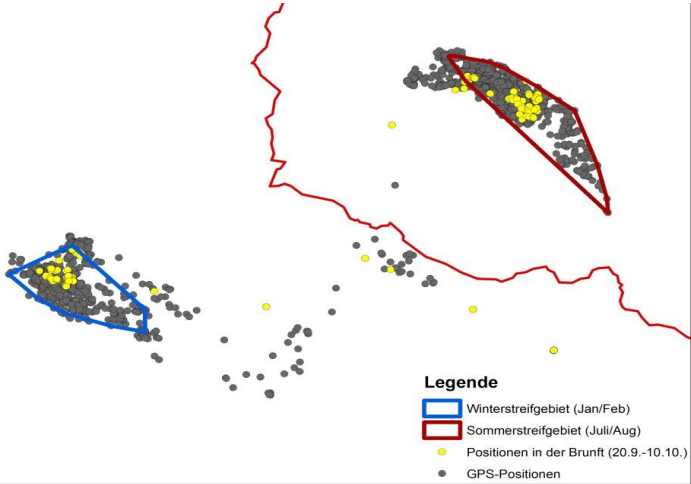 Legende
Winterstreifgebiet (Jan/Feb)
Sommerstreifgebiet (Juli/Aug)
Positionen in der Brunft (20.9.-10.10.)
GPS-Positionen